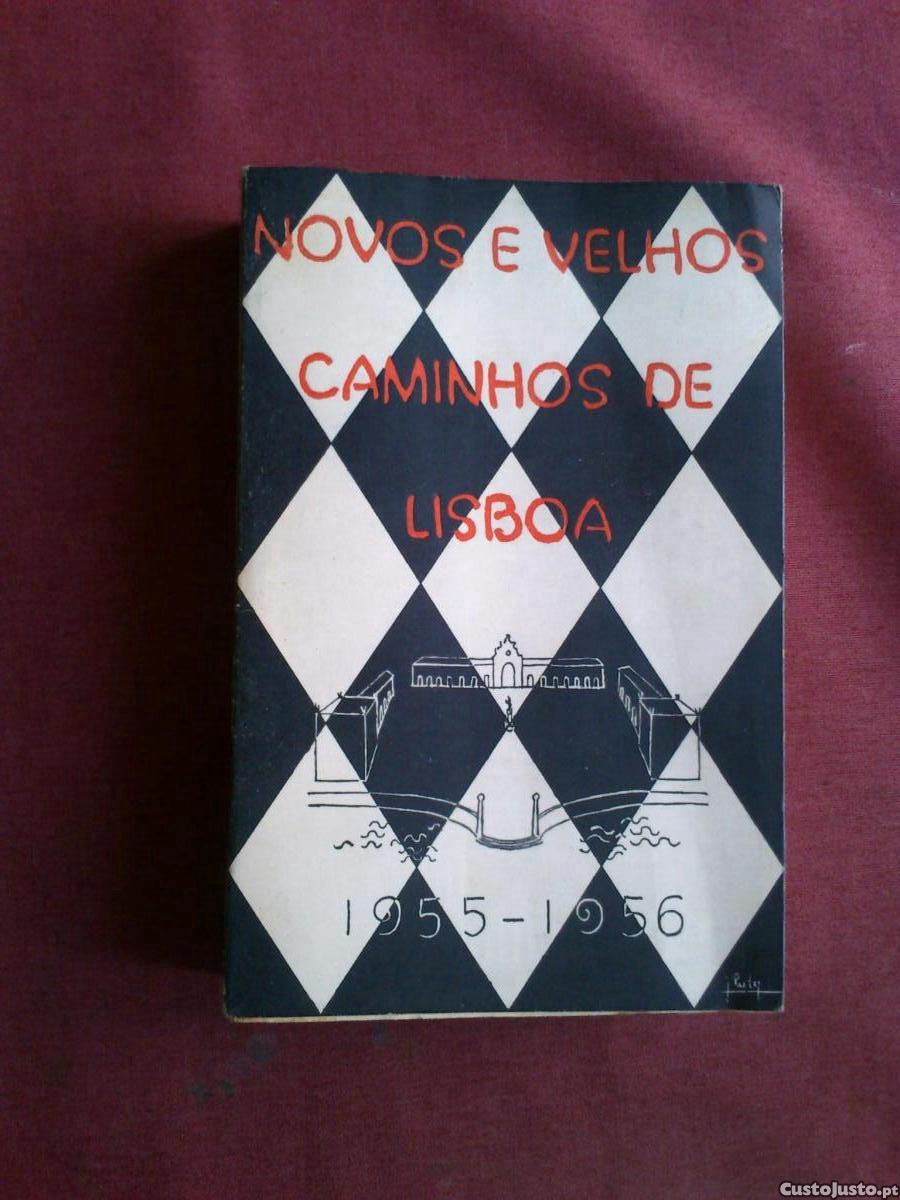 NOVOS E VELHOS
CAMINHOS DE
LISBOA
1955-1956
CustoJusto.pt